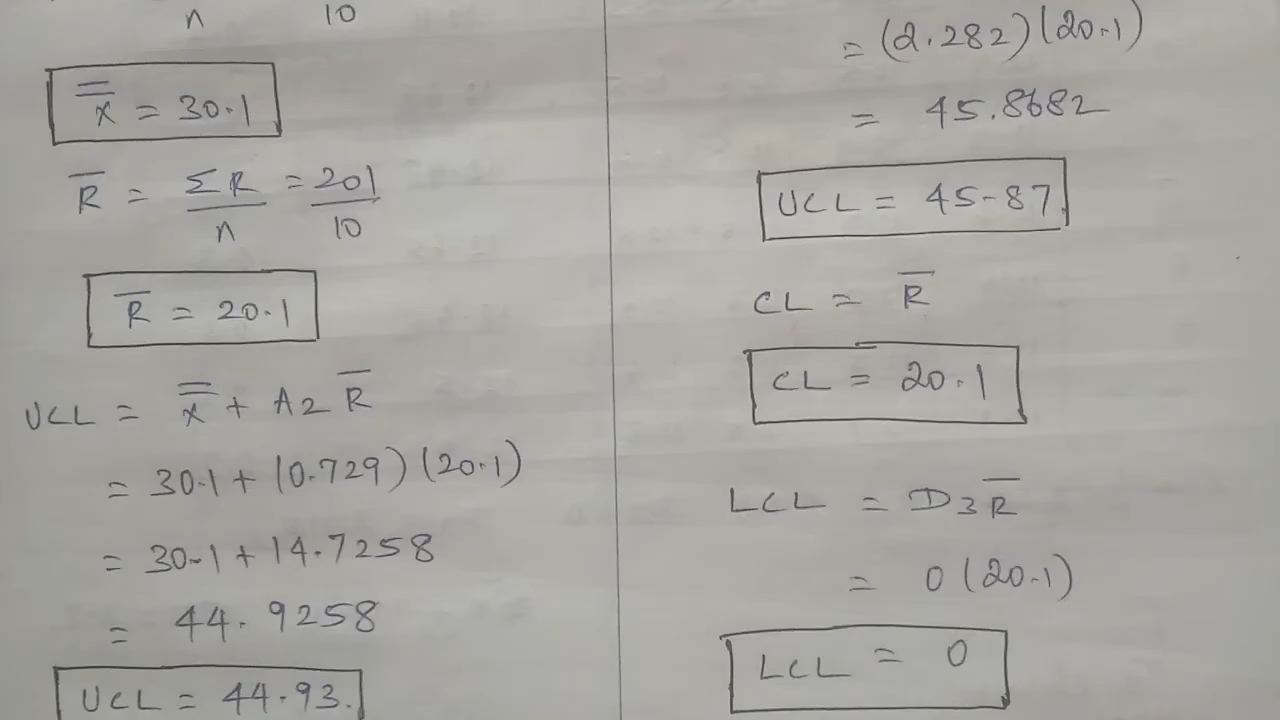 n 10
x̿ = 30.1
R̅ = ΣR/n = 201/10
R̅ = 20.1
UCL = x̿ + A2 R̅
= 30.1 + (0.729) (20.1)
= 30.1 + 14.7258
= 44.9258
UCL = 44.93.
= (2.282) (20.1)
= 45.8682
UCL = 45.87.
CL = R̅
CL = 20.1
LCL = D3 R̅
= 0 (20.1)
LCL = 0